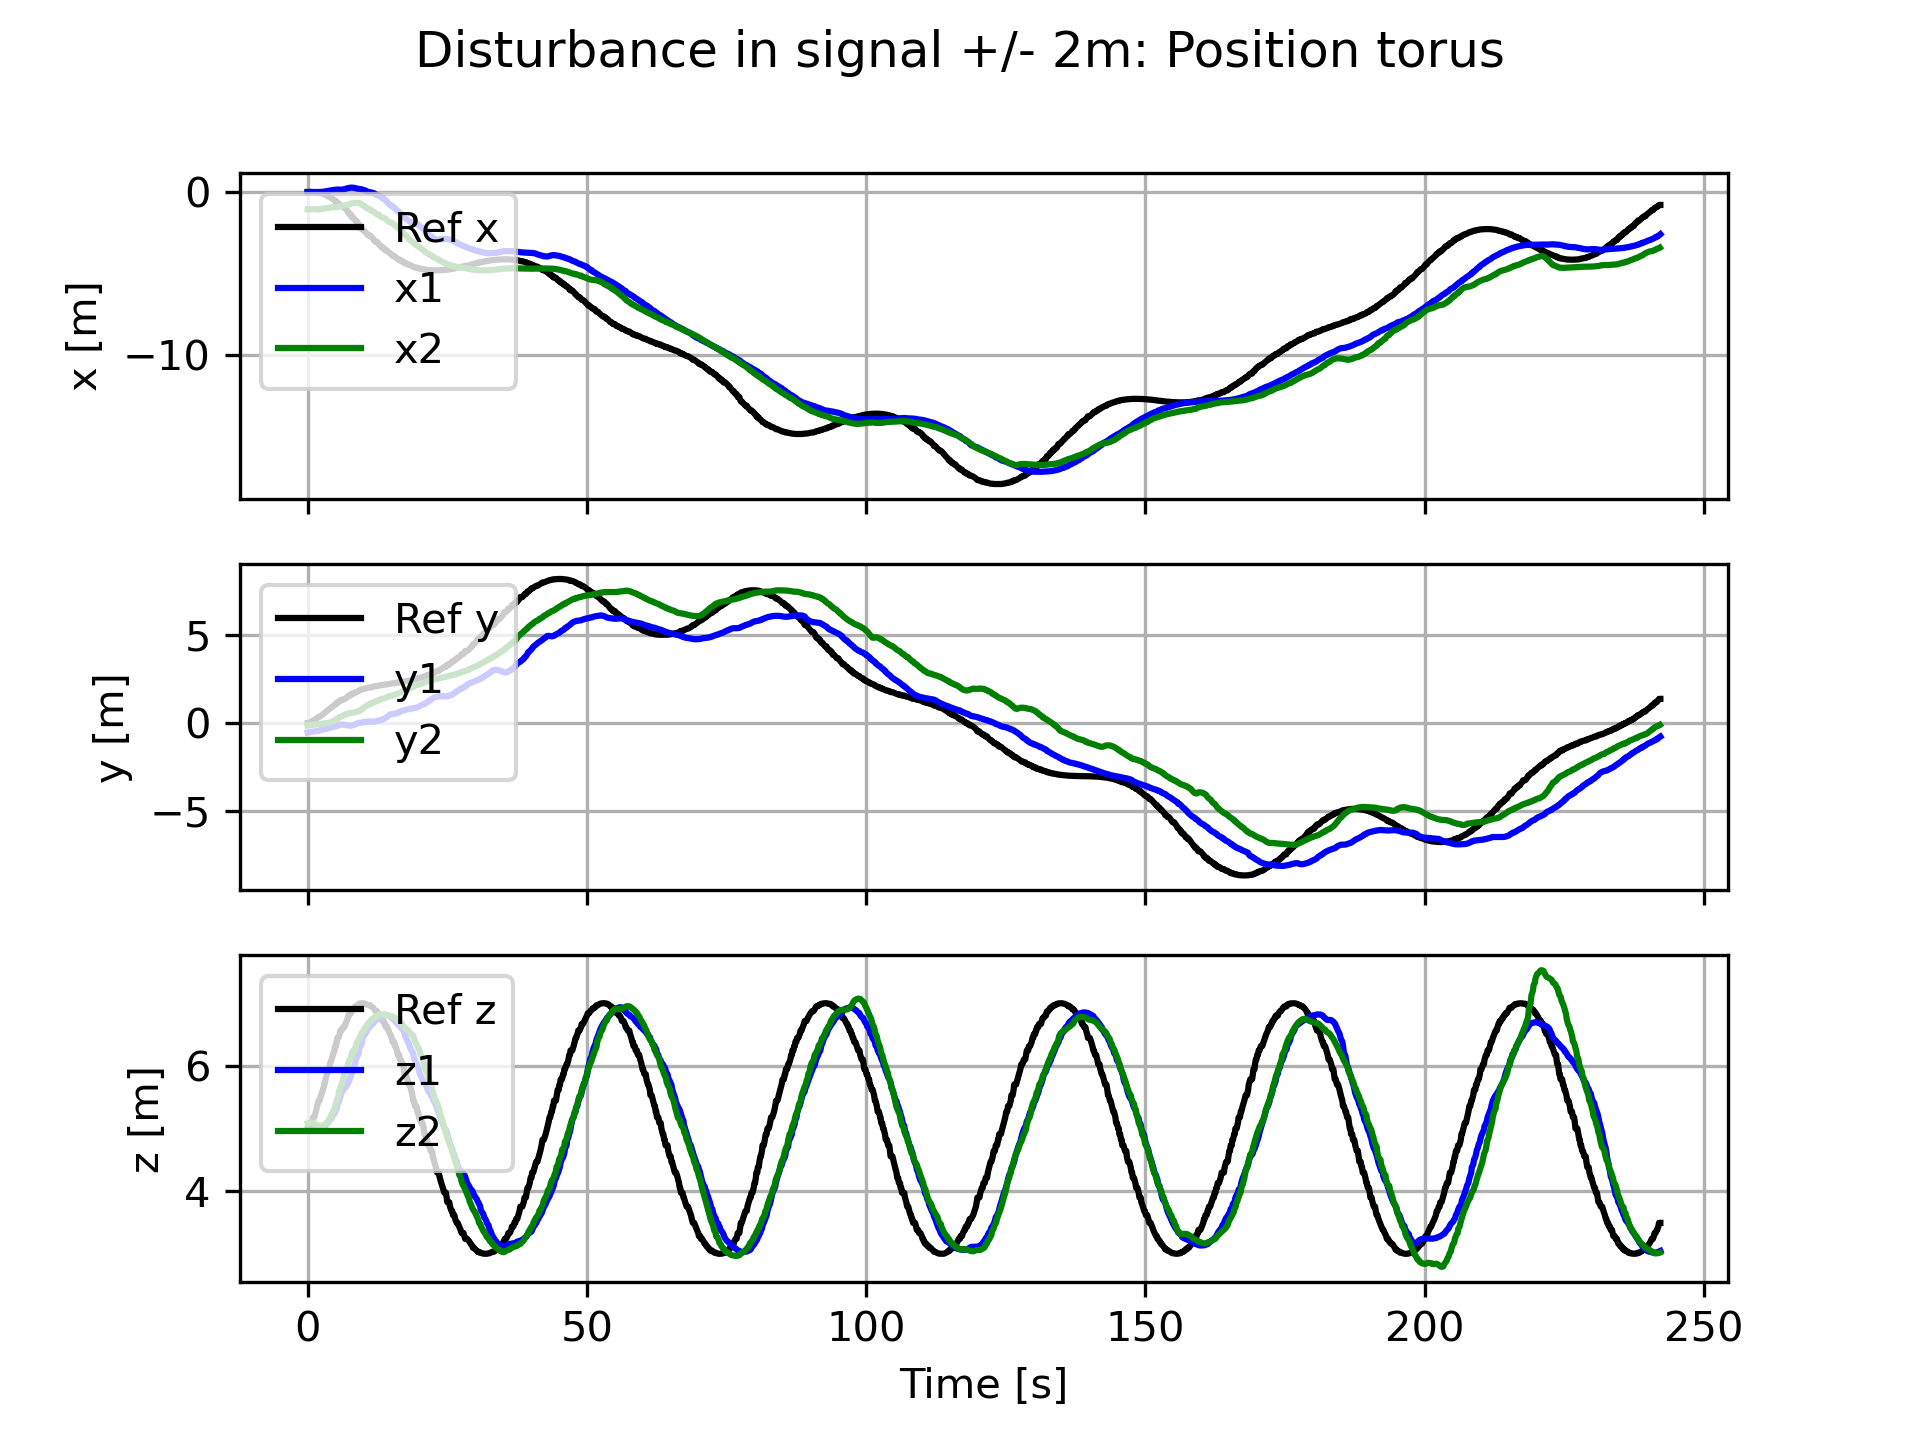 Disturbance in signal +/- 2m: Position torus
x [m]
0
−10
Ref x
x1
x2
y [m]
5
0
−5
Ref y
y1
y2
z [m]
6
4
Ref z
z1
z2
0 50 100 150 200 250
Time [s]